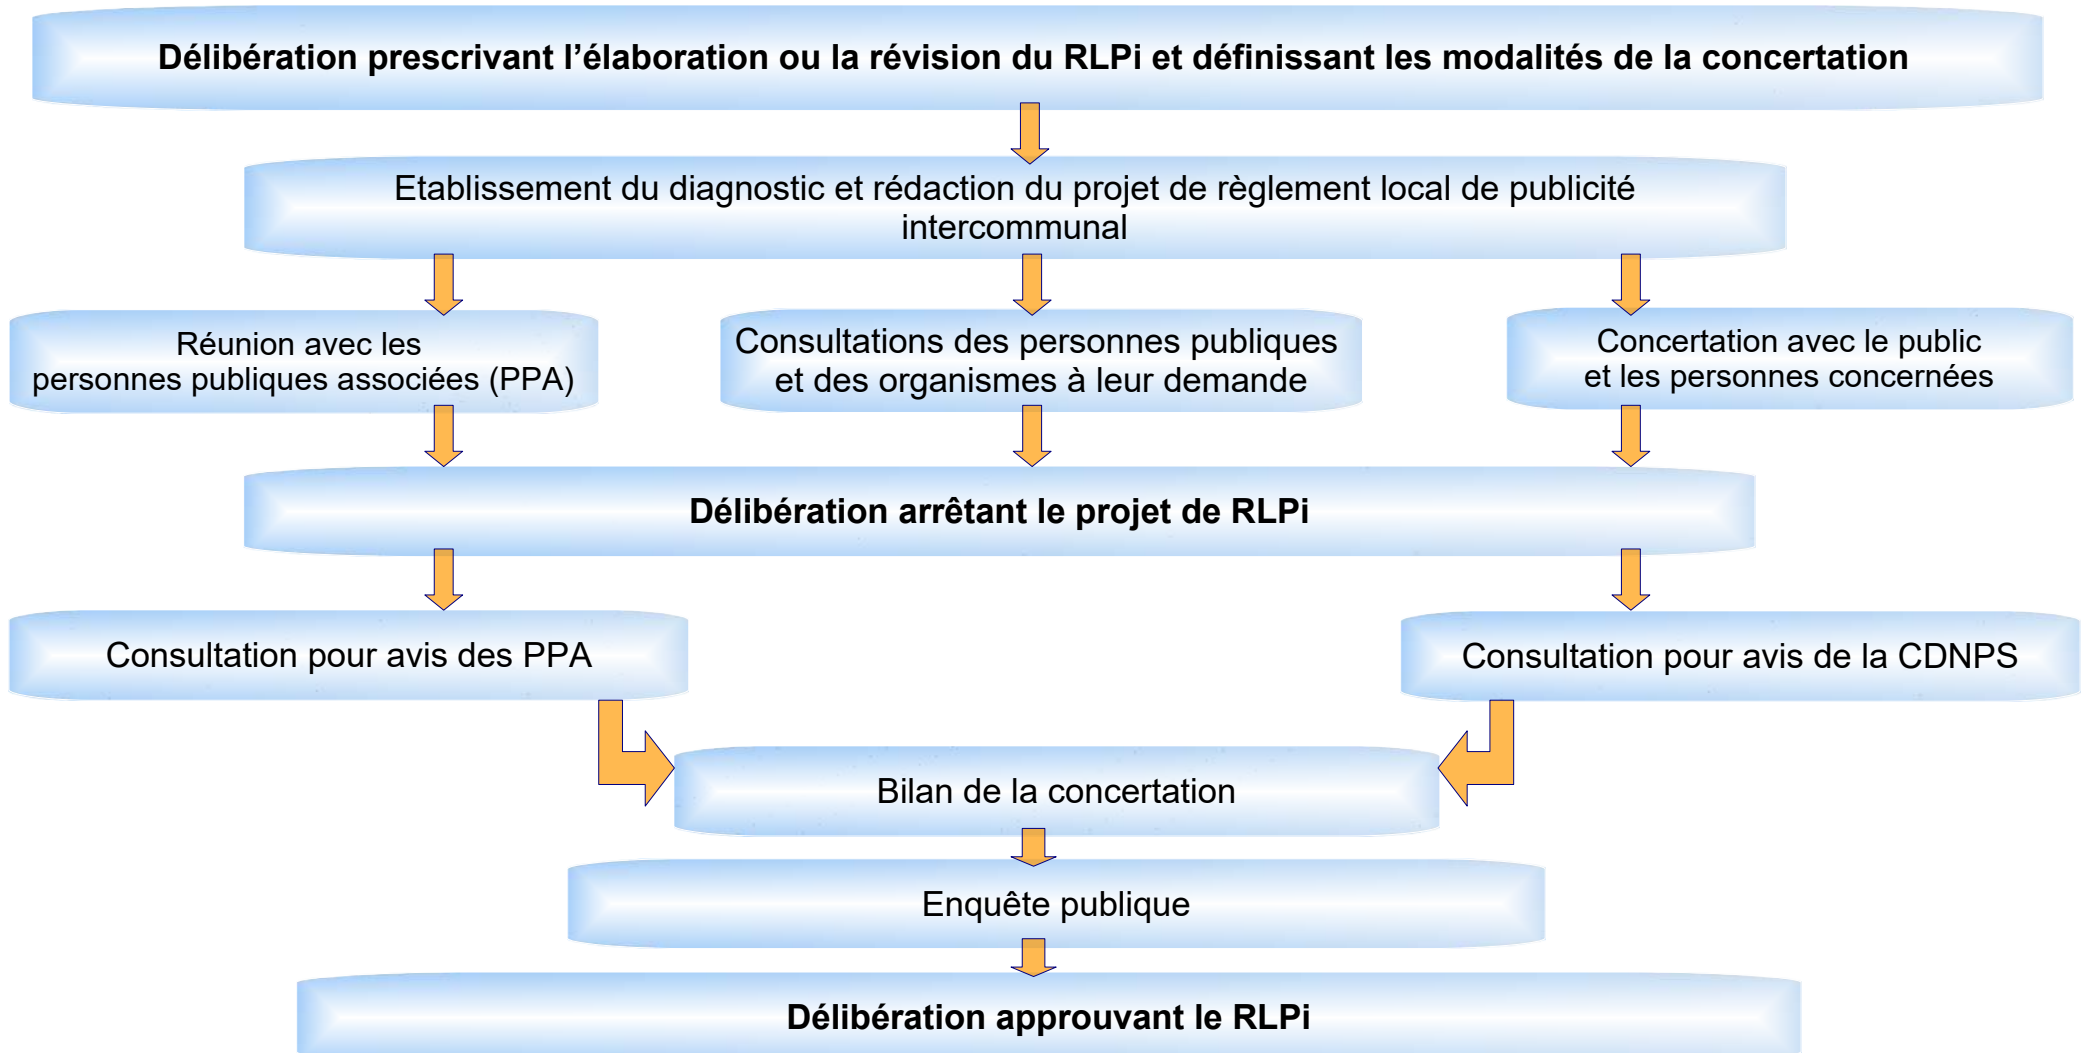 Délibération prescrivant l’élaboration ou la révision du RLPi et définissant les modalités de la concertation
Etablissement du diagnostic et rédaction du projet de règlement local de publicité
intercommunal
Réunion avec les
personnes publiques associées (PPA)
Consultations des personnes publiques
et des organismes à leur demande
Concertation avec le public
et les personnes concernées
Délibération arrêtant le projet de RLPi
Consultation pour avis des PPA
Consultation pour avis de la CDNPS
Bilan de la concertation
Enquête publique
Délibération approuvant le RLPi